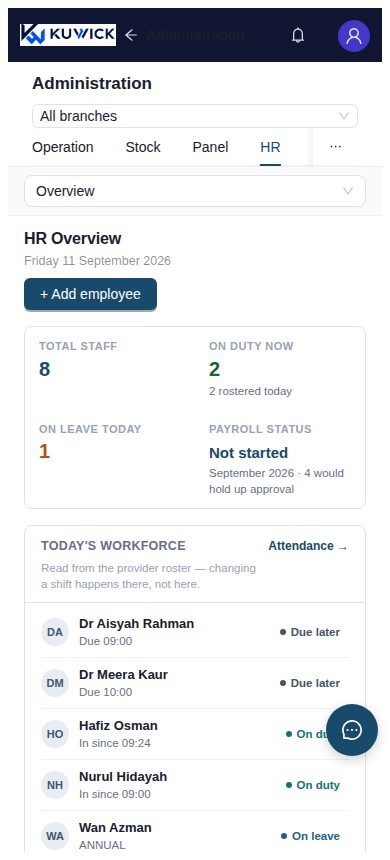 KUWICK
Administration
Administration
All branches
Operation Stock Panel HR ...
Overview
HR Overview
Friday 11 September 2026
+ Add employee
TOTAL STAFF
8
ON DUTY NOW
2
2 rostered today
ON LEAVE TODAY
1
PAYROLL STATUS
Not started
September 2026 · 4 would
hold up approval
TODAY'S WORKFORCE
Attendance →
Read from the provider roster — changing
a shift happens there, not here.
DA Dr Aisyah Rahman
Due 09:00
Due later
DM Dr Meera Kaur
Due 10:00
Due later
HO Hafiz Osman
In since 09:24
On
NH Nurul Hidayah
In since 09:00
On duty
WA Wan Azman
ANNUAL
On leave